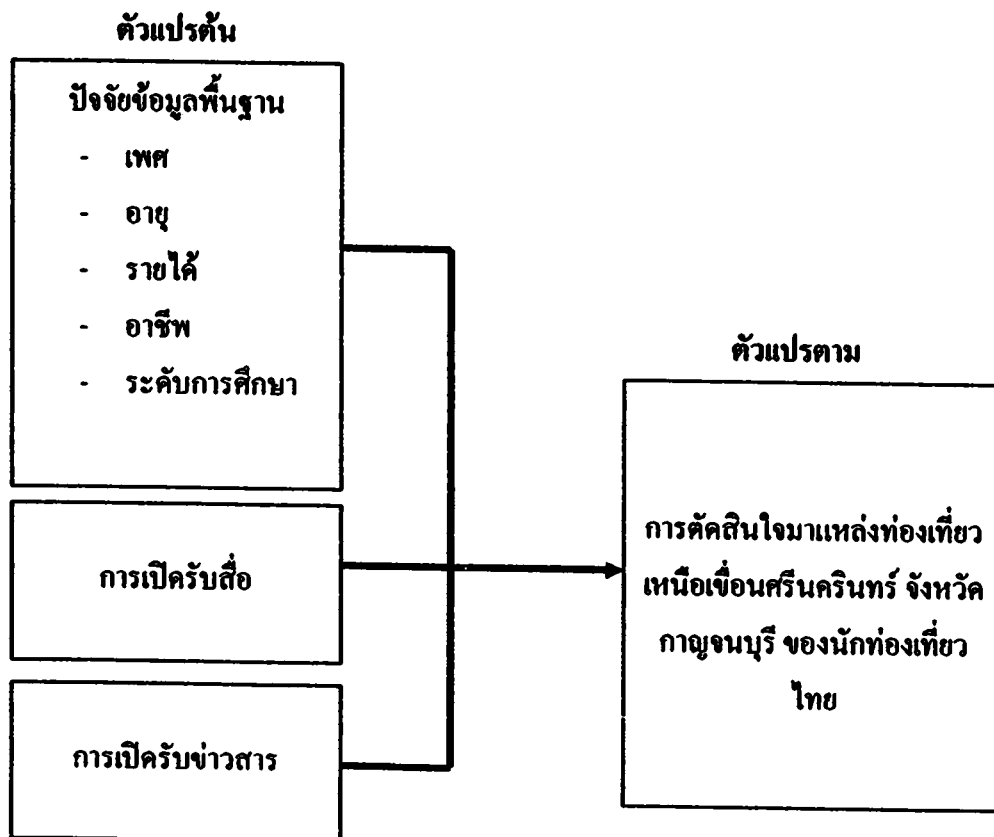 ตัวแปรต้น
ปัจจัยข้อมูลพื้นฐาน
- เพศ
- อายุ
- รายได้
- อาชีพ
- ระดับการศึกษา
การเปิดรับสื่อ
การเปิดรับข่าวสาร
ตัวแปรตาม
การตัดสินใจมาแหล่งท่องเที่ยว
เหนือเขื่อนศรีนครินทร์ จังหวัด
กาญจนบุรี ของนักท่องเที่ยว
ไทย